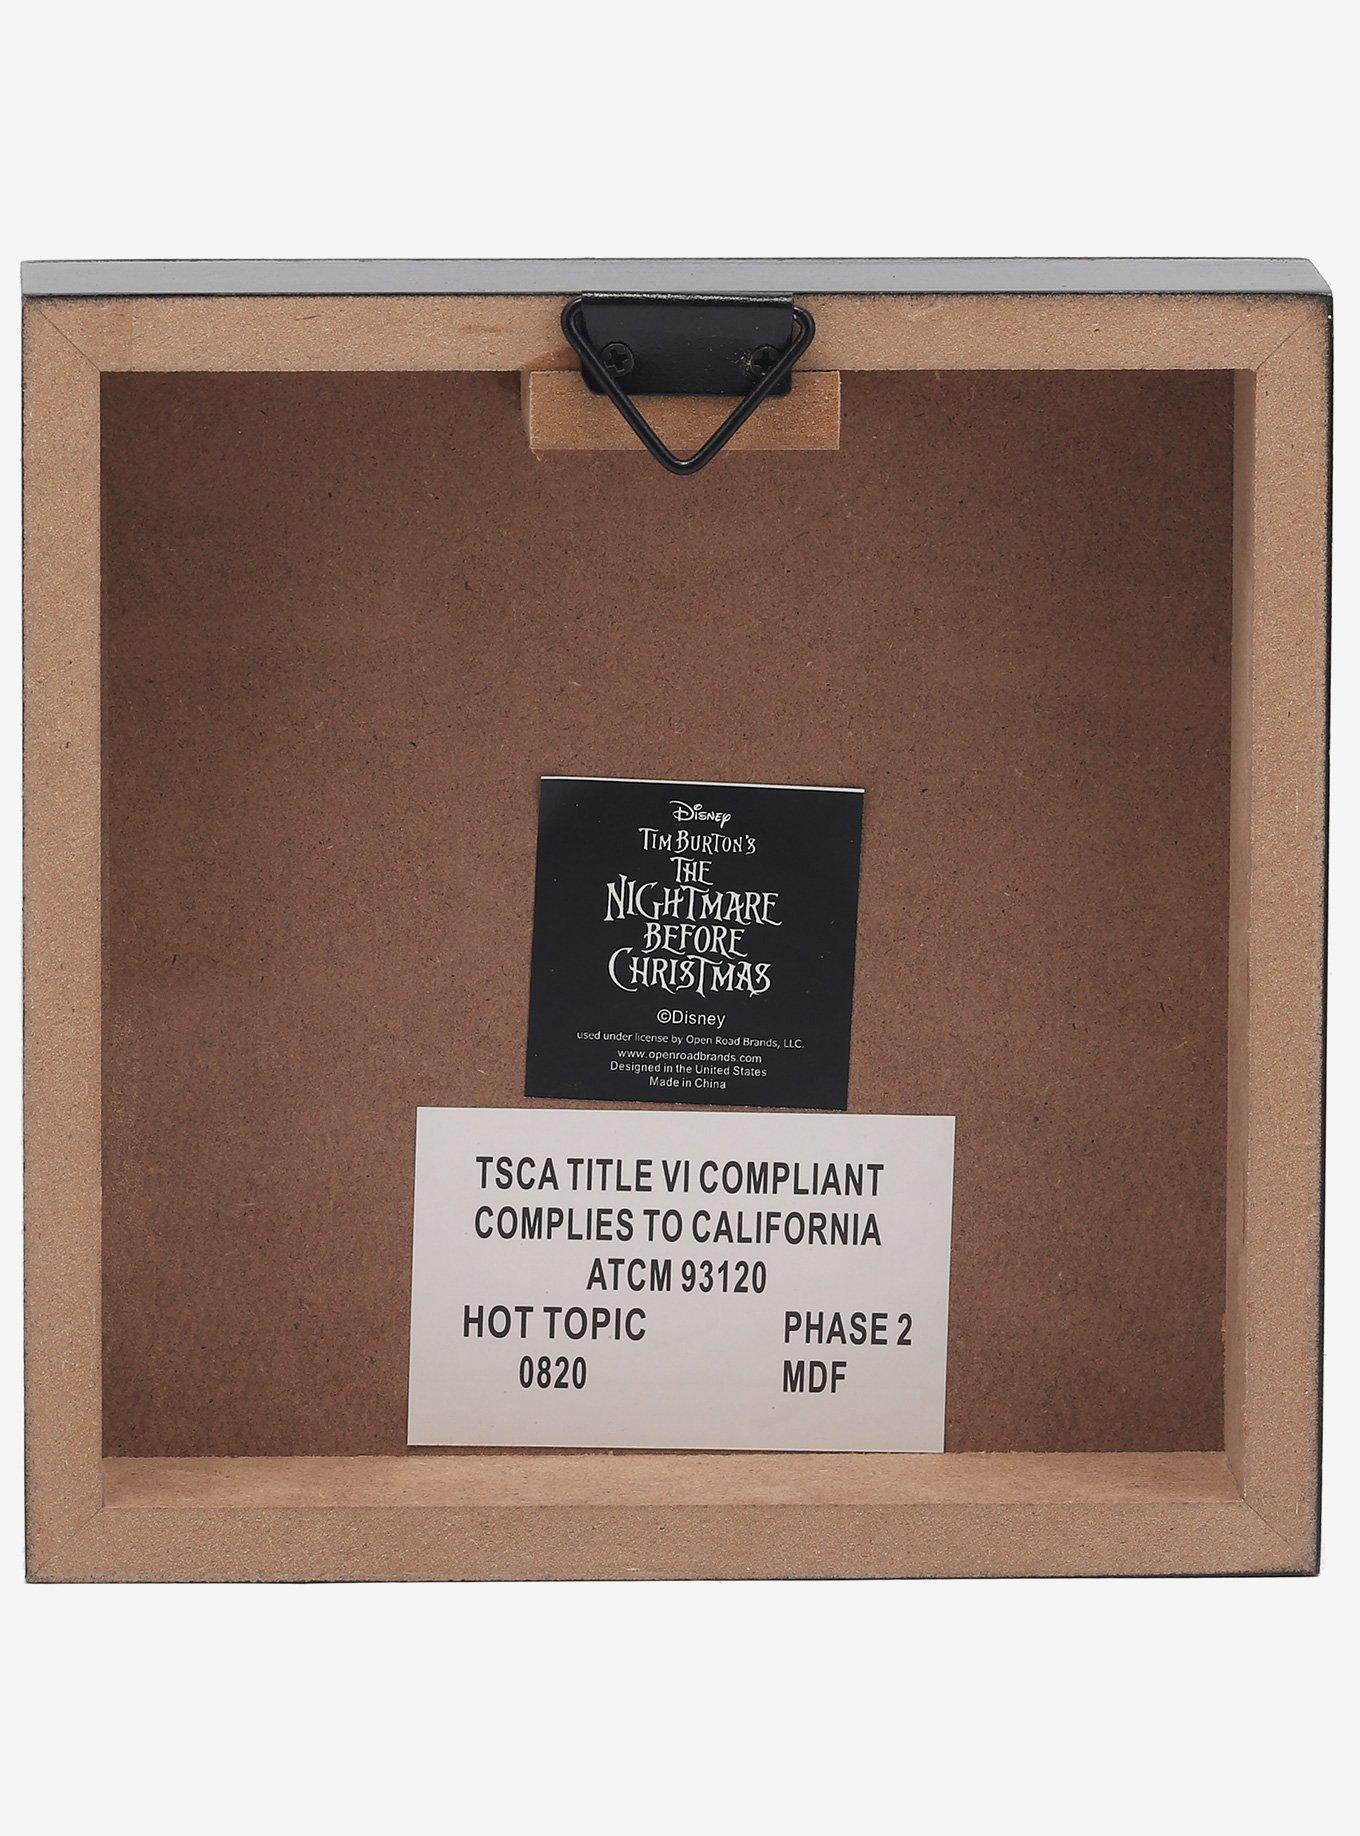 Disney
TIM BURTON'S
THE
NIGHTMARE
BEFORE
CHRISTMAS
©Disney
used under license by Open Road Brands, LLC.
www.openroadbrands.com
Designed in the United States
Made in China
TSCA TITLE VI COMPLIANT
COMPLIES TO CALIFORNIA
ATCM 93120
HOT TOPIC PHASE 2
0820 MDF